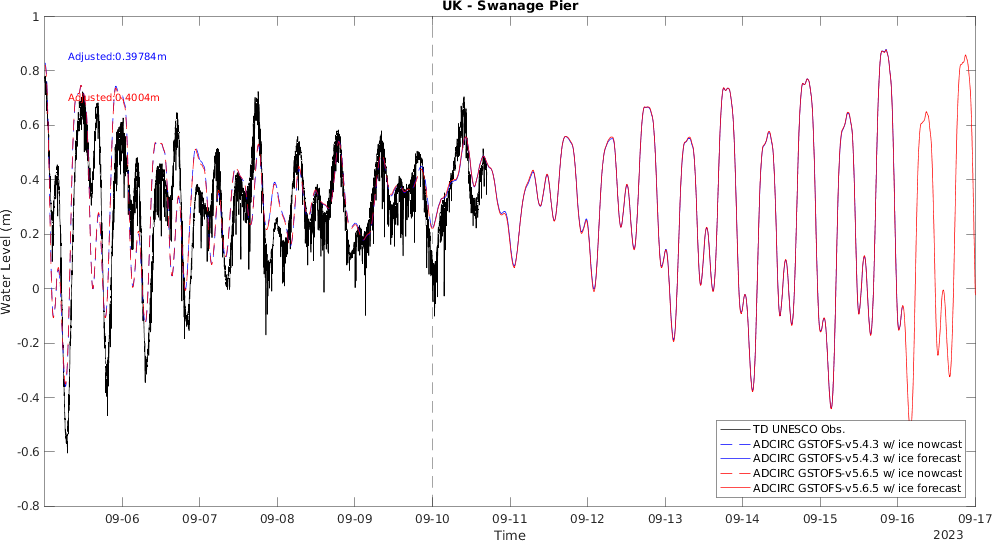 UK - Swanage Pier
Adjusted:0.39784m
Adjusted:0.4004m
Water Level (m)
1
0.8
0.6
0.4
0.2
0
-0.2
-0.4
-0.6
-0.8
TD UNESCO Obs.
ADCIRC GSTOFS-v5.4.3 w/ ice nowcast
ADCIRC GSTOFS-v5.4.3 w/ ice forecast
ADCIRC GSTOFS-v5.6.5 w/ ice nowcast
ADCIRC GSTOFS-v5.6.5 w/ ice forecast
09-06 09-07 09-08 09-09 09-10 09-11 09-12 09-13 09-14 09-15 09-16 09-17
Time
2023